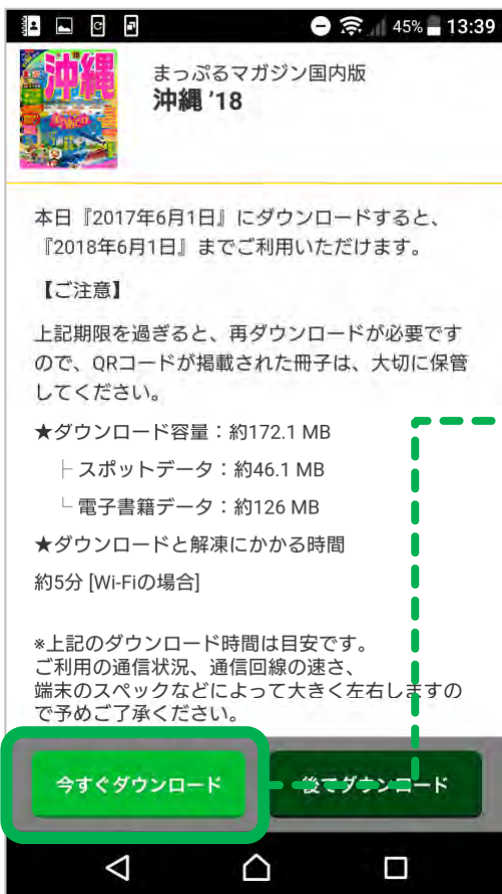 45% 13:39
沖縄
まっぷるマガジン国内版
沖縄 '18
本日『2017年6月1日』にダウンロードすると、
『2018年6月1日』までご利用いただけます。
【ご注意】
上記期限を過ぎると、再ダウンロードが必要です
ので、QRコードが掲載された冊子は、大切に保管
してください。
★ダウンロード容量：約172.1 MB
├ スポットデータ：約46.1 MB
└ 電子書籍データ：約126 MB
★ダウンロードと解凍にかかる時間
約5分 [Wi-Fiの場合]
※上記のダウンロード時間は目安です。
ご利用の通信状況、通信回線の速さ、
端末のスペックなどによって大きく左右しますの
で予めご了承ください。
今すぐダウンロード
後でダウンロード